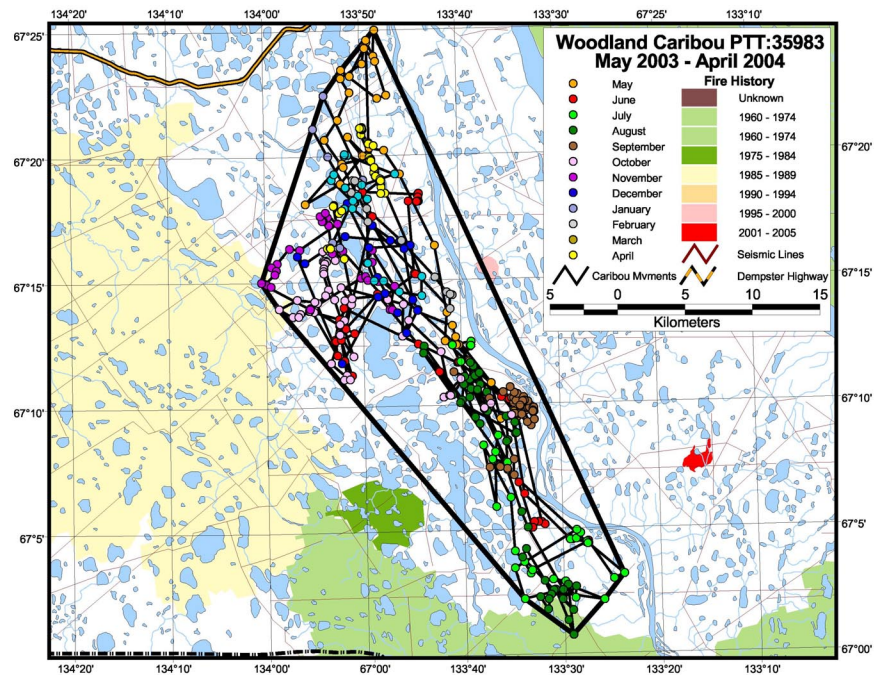 134°20' 134°10' 134°00' 133°50' 133°40' 133°30' 67°25' 133°10'
67°25'
67°20'
67°15'
67°10'
67°5'
67°20'
67°15'
67°10'
67°5'
67°00'
134°20' 134°10' 134°00' 67°00' 133°40' 133°30' 133°20' 133°10'
Woodland Caribou PTT:35983
May 2003 - April 2004
Fire History
May
June
July
August
September
October
November
December
January
February
March
April
Unknown
1960 - 1974
1960 - 1974
1975 - 1984
1985 - 1989
1990 - 1994
1995 - 2000
2001 - 2005
Seismic Lines
Caribou Mvments
Dempster Highway
5 0 5 10 15
Kilometers